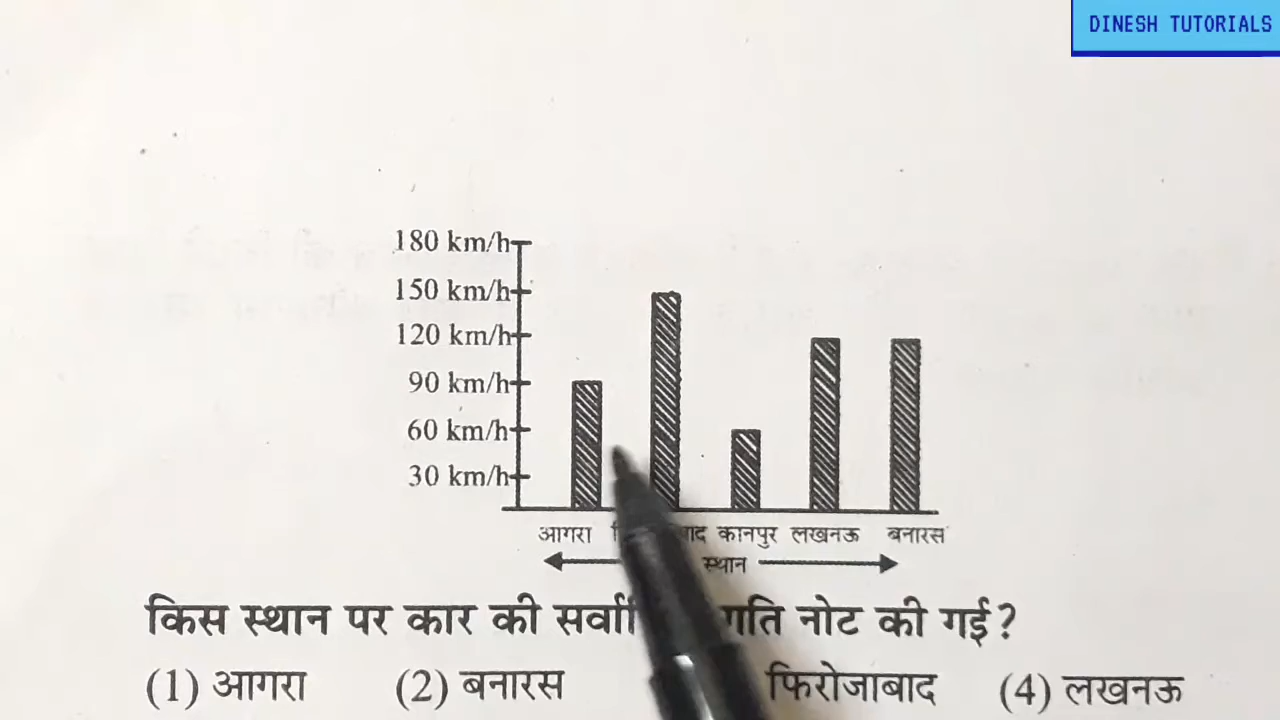 DINESH TUTORIALS
180 km/h
150 km/h
120 km/h
90 km/h
60 km/h
30 km/h
आगरा कानपुर लखनऊ बनारस
स्थान
किस स्थान पर कार की गति नोट की गई?
(1) आगरा (2) बनारस फिरोजाबाद (4) लखनऊ